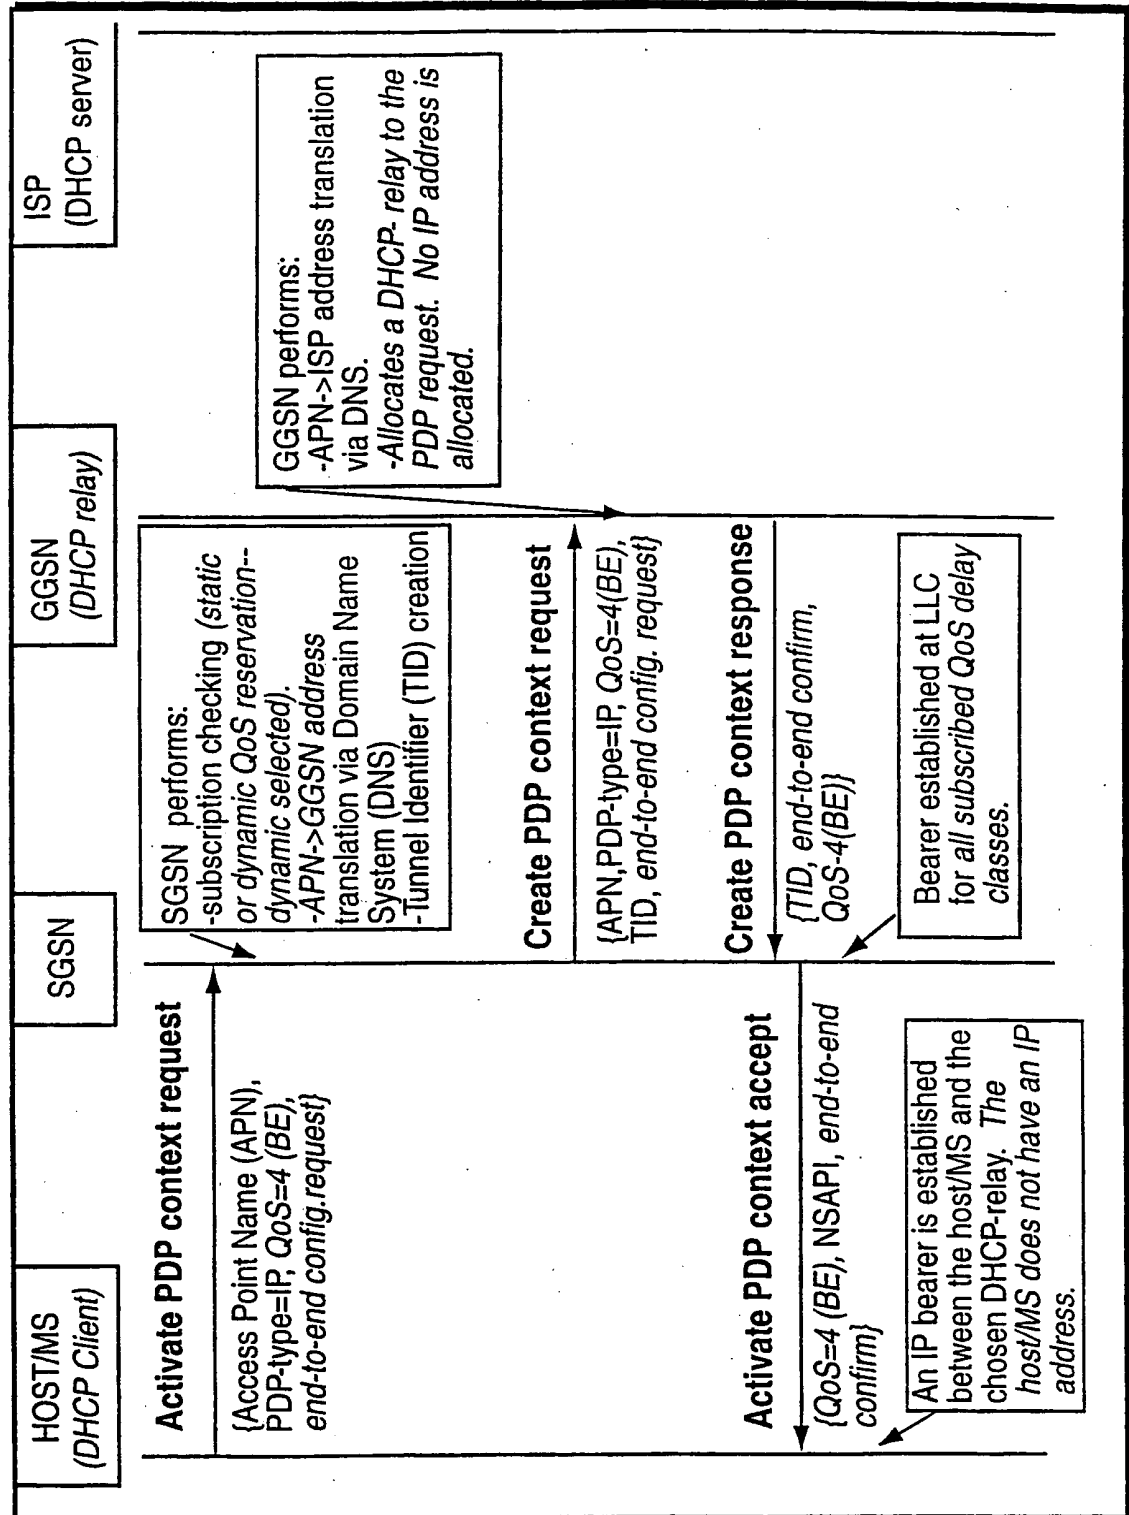 HOST/MS
(DHCP Client)
SGSN
GGSN
(DHCP relay)
ISP
(DHCP server)
Activate PDP context request
{Access Point Name (APN),
PDP-type=IP, QoS=4 (BE),
end-to-end config.request}
SGSN performs:
-subscription checking (static
or dynamic QoS reservation--
dynamic selected).
-APN->GGSN address
translation via Domain Name
System (DNS)
-Tunnel Identifier (TID) creation
Create PDP context request
{APN,PDP-type=IP, QoS=4(BE),
TID, end-to-end config. request}
GGSN performs:
-APN->ISP address translation
via DNS.
-Allocates a DHCP- relay to the
PDP request. No IP address is
allocated.
Create PDP context response
{TID, end-to-end confirm,
QoS-4(BE)}
Bearer established at LLC
for all subscribed QoS delay
classes.
Activate PDP context accept
{QoS=4 (BE), NSAPI, end-to-end
confirm}
An IP bearer is established
between the host/MS and the
chosen DHCP-relay. The
host/MS does not have an IP
address.